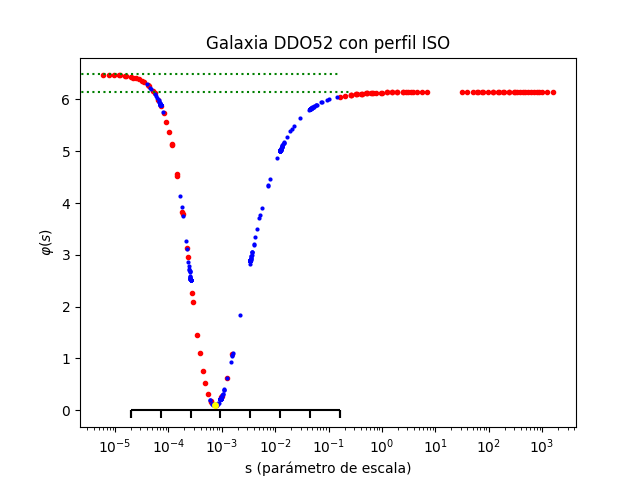 Galaxia DDO52 con perfil ISO
φ(s)
6
5
4
3
2
1
0
10⁻⁵ 10⁻⁴ 10⁻³ 10⁻² 10⁻¹ 10⁰ 10¹ 10² 10³
s (parámetro de escala)